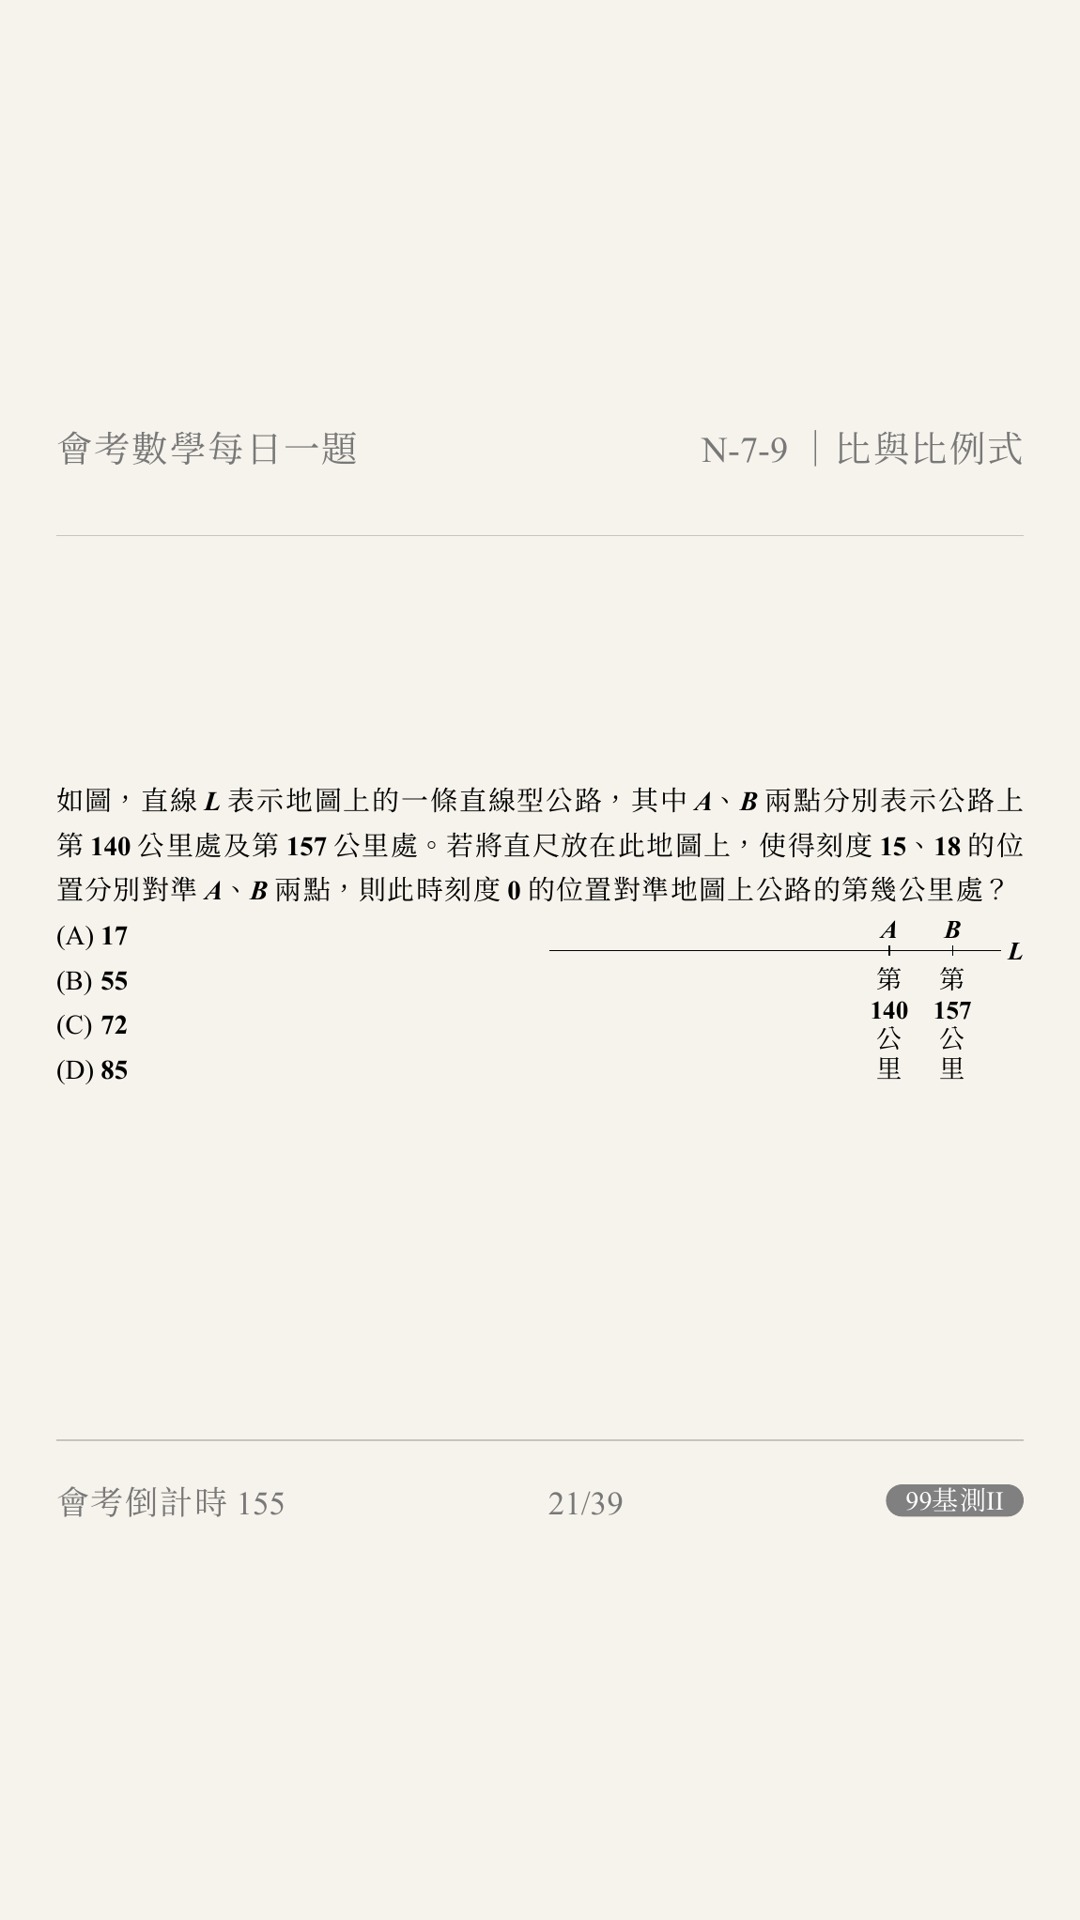 會考數學每日一題
N-7-9｜比與比例式
如圖，直線 L 表示地圖上的一條直線型公路，其中 A、B 兩點分別表示公路上
第 140 公里處及第 157 公里處。若將直尺放在此地圖上，使得刻度 15、18 的位
置分別對準 A、B 兩點，則此時刻度 0 的位置對準地圖上公路的第幾公里處？
(A) 17
(B) 55
(C) 72
(D) 85
A B
L
第 第
140 157
公 公
里 里
會考倒計時 155
21/39
99基測II